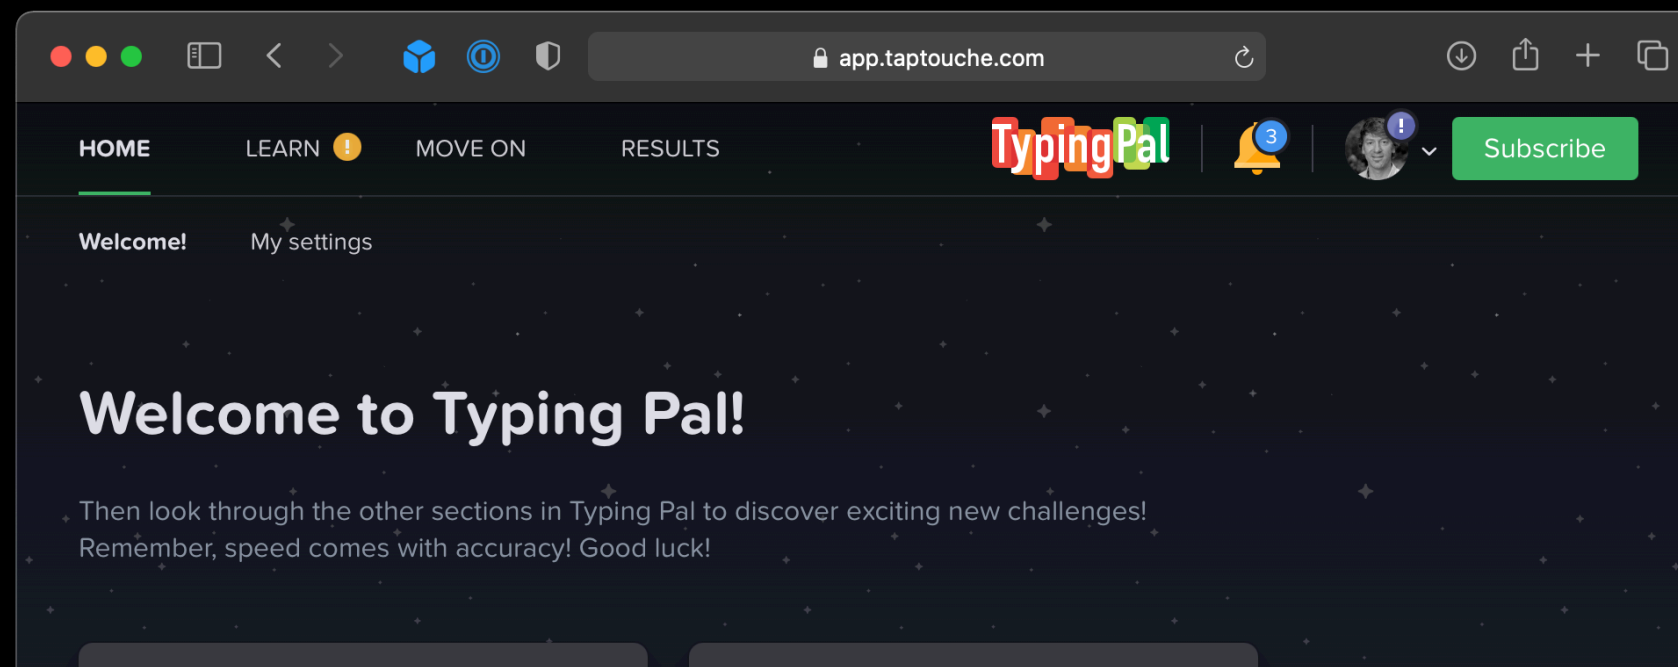 app.taptouche.com
HOME
LEARN !
MOVE ON
RESULTS
TypingPal
3
!
Subscribe
Welcome!
My settings
Welcome to Typing Pal!
Then look through the other sections in Typing Pal to discover exciting new challenges!
Remember, speed comes with accuracy! Good luck!